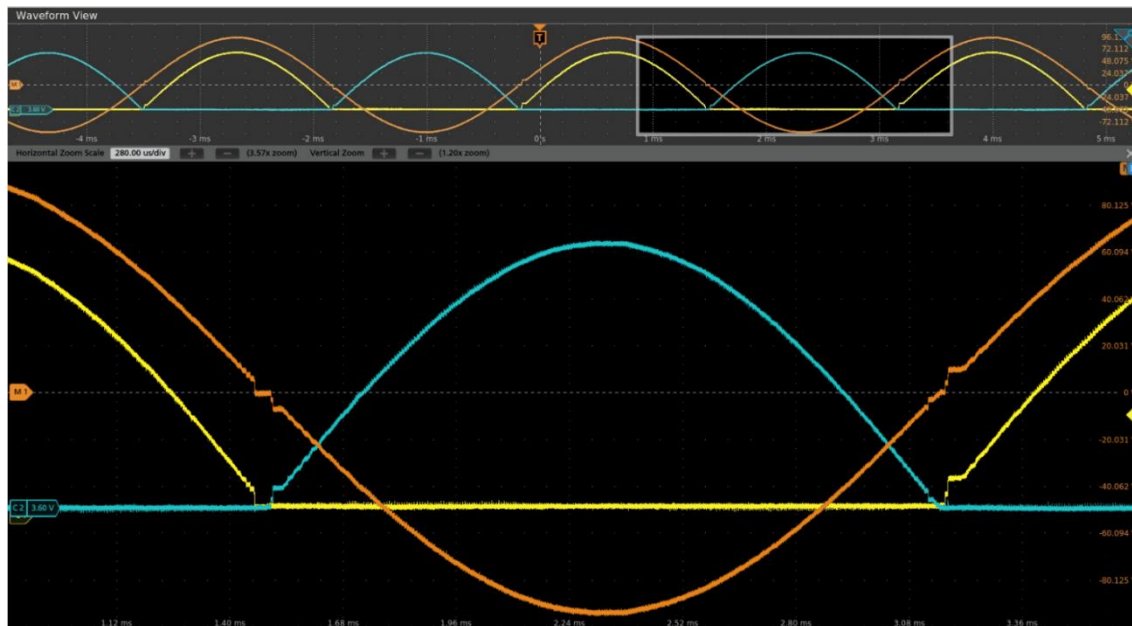 Waveform View
T
96.1
72.112
48.075
24.037
0
-24.037
-72.112
C 2 3.60 V
-4 ms -3 ms -2 ms -1 ms 0 s 1 ms 2 ms 3 ms 4 ms 5 ms
Horizontal Zoom Scale 280.00 us/div + − (3.57x zoom) Vertical Zoom + − (1.20x zoom) ×
80.125
60.094
40.062
20.031
M 1
0
-20.031
-40.062
C 2 3.60 V
-60.094
-80.125
1.12 ms 1.40 ms 1.68 ms 1.96 ms 2.24 ms 2.52 ms 2.80 ms 3.08 ms 3.36 ms